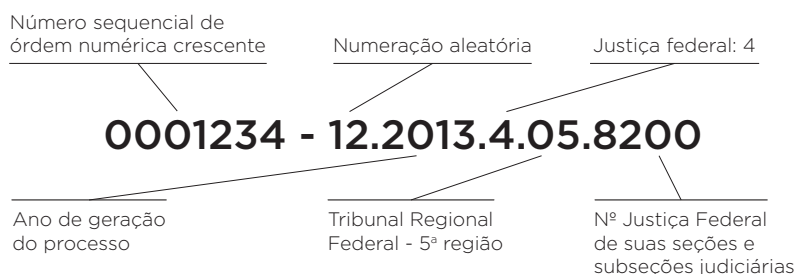 Número sequencial de
órdem numérica crescente
Numeração aleatória
Justiça federal: 4
0001234 - 12.2013.4.05.8200
Ano de geração
do processo
Tribunal Regional
Federal - 5ª região
Nº Justiça Federal
de suas seções e
subseções judiciárias